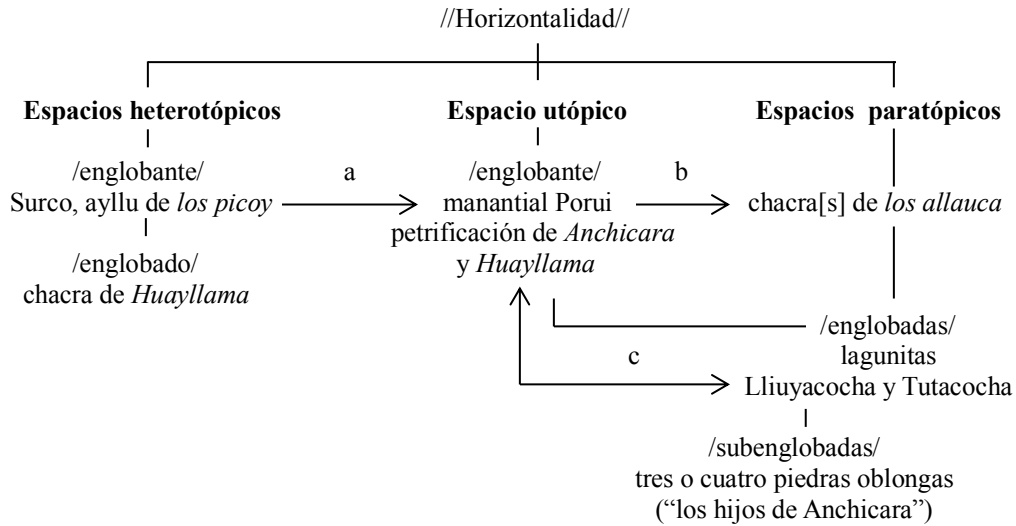 //Horizontalidad//
Espacios heterotópicos
Espacio utópico
Espacios paratópicos
/englobante/
Surco, ayllu de los picoy
a
/englobante/
manantial Porui
petrificación de Anchicara
y Huayllama
b
chacra[s] de los allauca
/englobado/
chacra de Huayllama
c
/englobadas/
lagunitas
Lliuyacocha y Tutacocha
/subenglobadas/
tres o cuatro piedras oblongas
(“los hijos de Anchicara”)